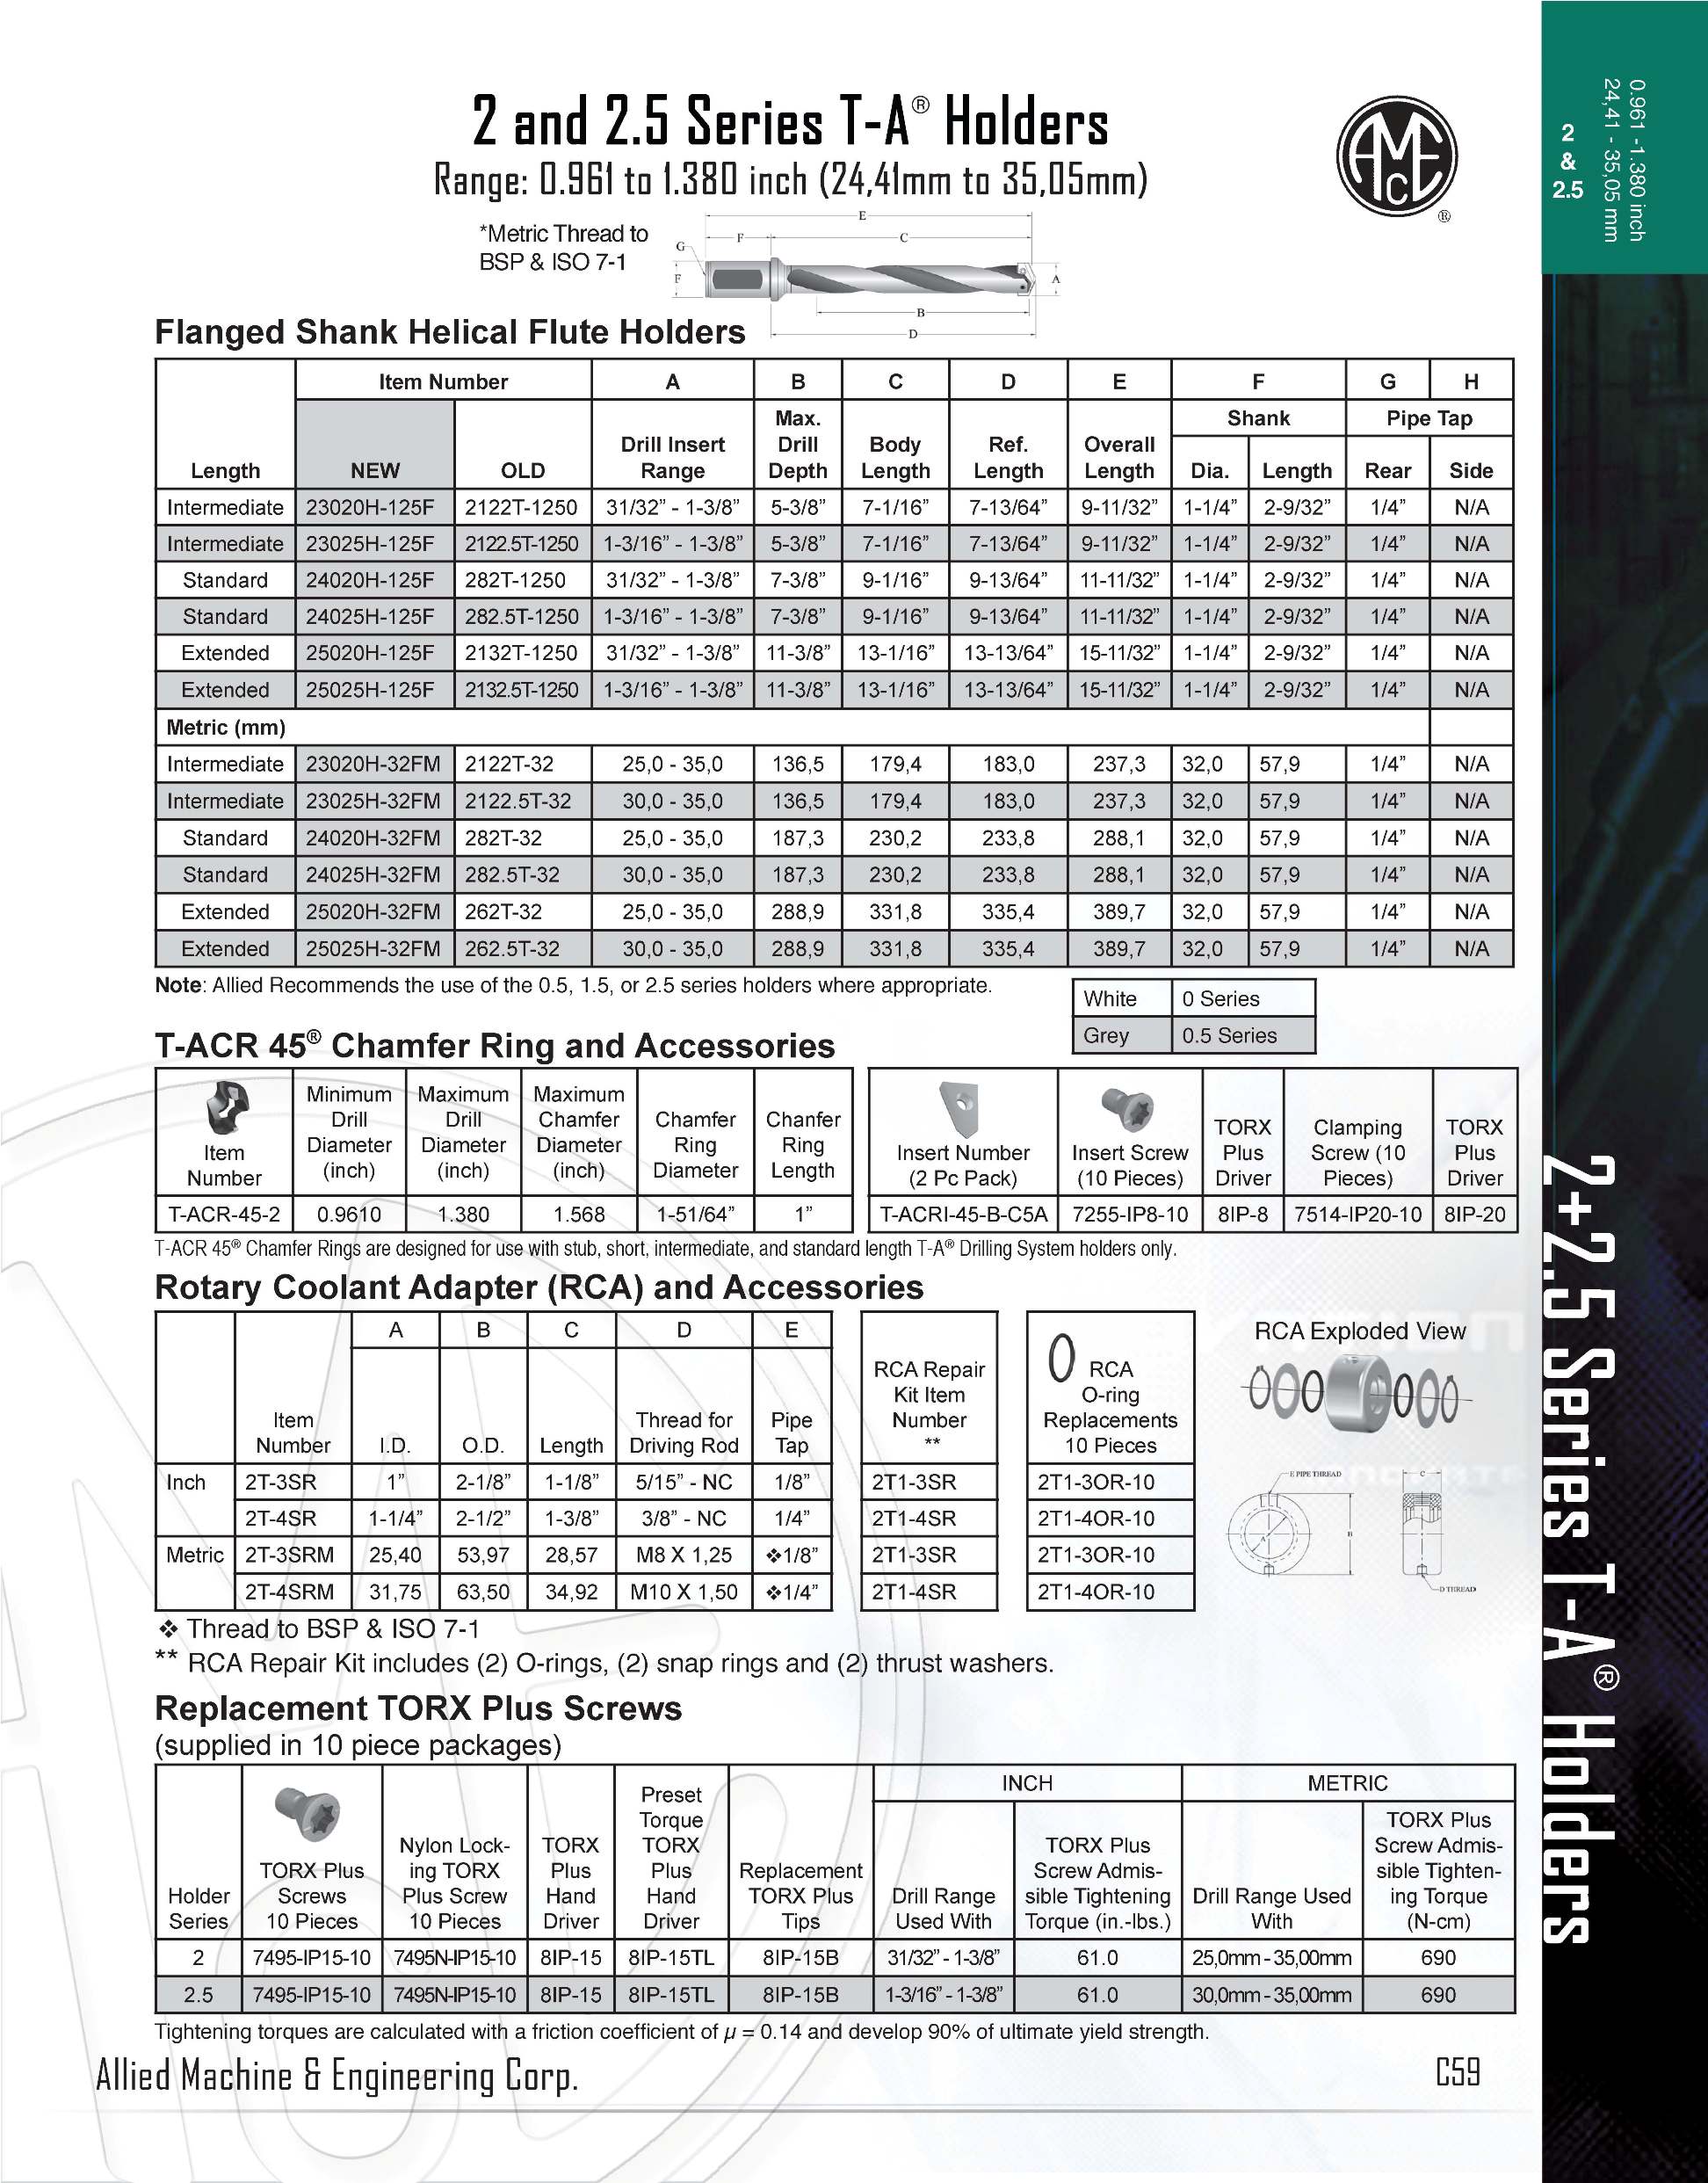 2 and 2.5 Series T-A® Holders
Range: 0.961 to 1.380 inch (24,41mm to 35,05mm)
AMEC ®
2 & 2.5
0.961 -1.380 inch
24,41 - 35,05 mm
*Metric Thread to
BSP & ISO 7-1
E
F C
G
F A
B
D
Flanged Shank Helical Flute Holders
Item Number A B C D E F G H
Length NEW OLD Drill Insert Range Max. Drill Depth Body Length Ref. Length Overall Length Shank Dia. Length Pipe Tap Rear Side
Intermediate 23020H-125F 2122T-1250 31/32” - 1-3/8” 5-3/8” 7-1/16” 7-13/64” 9-11/32” 1-1/4” 2-9/32” 1/4” N/A
Intermediate 23025H-125F 2122.5T-1250 1-3/16” - 1-3/8” 5-3/8” 7-1/16” 7-13/64” 9-11/32” 1-1/4” 2-9/32” 1/4” N/A
Standard 24020H-125F 282T-1250 31/32” - 1-3/8” 7-3/8” 9-1/16” 9-13/64” 11-11/32” 1-1/4” 2-9/32” 1/4” N/A
Standard 24025H-125F 282.5T-1250 1-3/16” - 1-3/8” 7-3/8” 9-1/16” 9-13/64” 11-11/32” 1-1/4” 2-9/32” 1/4” N/A
Extended 25020H-125F 2132T-1250 31/32” - 1-3/8” 11-3/8” 13-1/16” 13-13/64” 15-11/32” 1-1/4” 2-9/32” 1/4” N/A
Extended 25025H-125F 2132.5T-1250 1-3/16” - 1-3/8” 11-3/8” 13-1/16” 13-13/64” 15-11/32” 1-1/4” 2-9/32” 1/4” N/A
Metric (mm)
Intermediate 23020H-32FM 2122T-32 25,0 - 35,0 136,5 179,4 183,0 237,3 32,0 57,9 1/4” N/A
Intermediate 23025H-32FM 2122.5T-32 30,0 - 35,0 136,5 179,4 183,0 237,3 32,0 57,9 1/4” N/A
Standard 24020H-32FM 282T-32 25,0 - 35,0 187,3 230,2 233,8 288,1 32,0 57,9 1/4” N/A
Standard 24025H-32FM 282.5T-32 30,0 - 35,0 187,3 230,2 233,8 288,1 32,0 57,9 1/4” N/A
Extended 25020H-32FM 262T-32 25,0 - 35,0 288,9 331,8 335,4 389,7 32,0 57,9 1/4” N/A
Extended 25025H-32FM 262.5T-32 30,0 - 35,0 288,9 331,8 335,4 389,7 32,0 57,9 1/4” N/A
Note: Allied Recommends the use of the 0.5, 1.5, or 2.5 series holders where appropriate.
White 0 Series
Grey 0.5 Series
T-ACR 45® Chamfer Ring and Accessories
Item Number Minimum Drill Diameter (inch) Maximum Drill Diameter (inch) Maximum Chamfer Diameter (inch) Chamfer Ring Diameter Chanfer Ring Length Insert Number (2 Pc Pack) Insert Screw (10 Pieces) TORX Plus Driver Clamping Screw (10 Pieces) TORX Plus Driver
T-ACR-45-2 0.9610 1.380 1.568 1-51/64” 1” T-ACRI-45-B-C5A 7255-IP8-10 8IP-8 7514-IP20-10 8IP-20
T-ACR 45® Chamfer Rings are designed for use with stub, short, intermediate, and standard length T-A® Drilling System holders only.
Rotary Coolant Adapter (RCA) and Accessories
A B C D E
Item Number I.D. O.D. Length Thread for Driving Rod Pipe Tap RCA Repair Kit Item Number ** RCA O-ring Replacements 10 Pieces
Inch 2T-3SR 1” 2-1/8” 1-1/8” 5/15” - NC 1/8” 2T1-3SR 2T1-3OR-10
2T-4SR 1-1/4” 2-1/2” 1-3/8” 3/8” - NC 1/4” 2T1-4SR 2T1-4OR-10
Metric 2T-3SRM 25,40 53,97 28,57 M8 X 1,25 ❖1/8” 2T1-3SR 2T1-3OR-10
2T-4SRM 31,75 63,50 34,92 M10 X 1,50 ❖1/4” 2T1-4SR 2T1-4OR-10
RCA Exploded View
E PIPE THREAD C
A B
D THREAD
❖ Thread to BSP & ISO 7-1
** RCA Repair Kit includes (2) O-rings, (2) snap rings and (2) thrust washers.
Replacement TORX Plus Screws
(supplied in 10 piece packages)
INCH METRIC
Holder Series TORX Plus Screws 10 Pieces Nylon Lock-ing TORX Plus Screw 10 Pieces TORX Plus Hand Driver Preset Torque TORX Plus Hand Driver Replacement TORX Plus Tips Drill Range Used With TORX Plus Screw Admis-sible Tightening Torque (in.-lbs.) Drill Range Used With TORX Plus Screw Admis-sible Tighten-ing Torque (N-cm)
2 7495-IP15-10 7495N-IP15-10 8IP-15 8IP-15TL 8IP-15B 31/32” - 1-3/8” 61.0 25,0mm - 35,00mm 690
2.5 7495-IP15-10 7495N-IP15-10 8IP-15 8IP-15TL 8IP-15B 1-3/16” - 1-3/8” 61.0 30,0mm - 35,00mm 690
Tightening torques are calculated with a friction coefficient of μ = 0.14 and develop 90% of ultimate yield strength.
Allied Machine & Engineering Corp.
C59
2+2.5 Series T-A® Holders